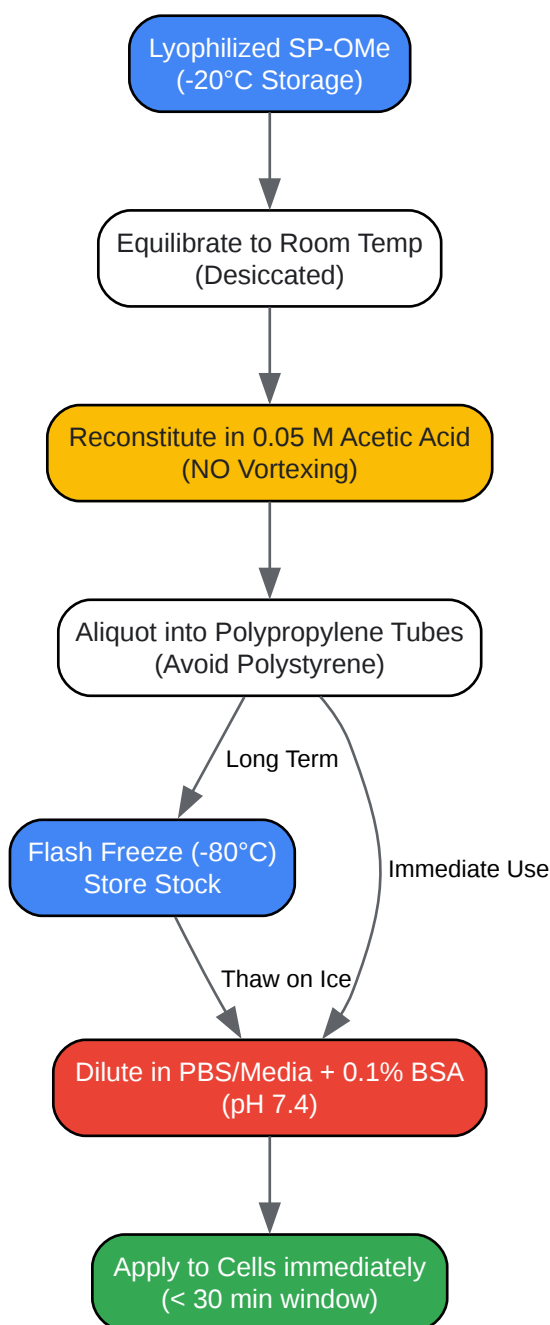 Lyophilized SP-OMe
(-20°C Storage)
Equilibrate to Room Temp
(Desiccated)
Reconstitute in 0.05 M Acetic Acid
(NO Vortexing)
Aliquot into Polypropylene Tubes
(Avoid Polystyrene)
Long Term
Flash Freeze (-80°C)
Store Stock
Immediate Use
Thaw on Ice
Dilute in PBS/Media + 0.1% BSA
(pH 7.4)
Apply to Cells immediately
(< 30 min window)